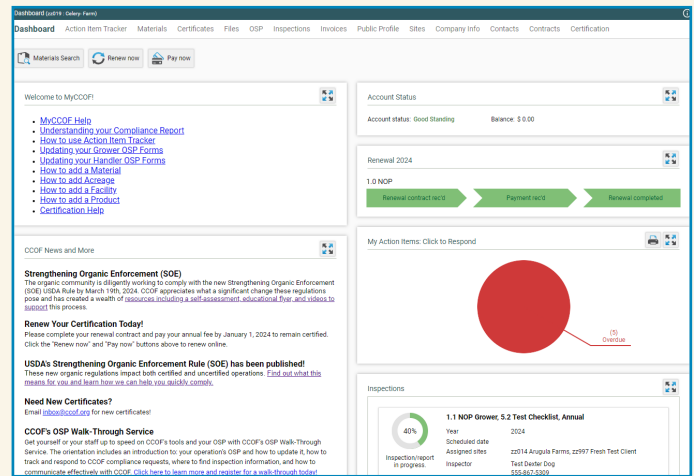 Dashboard (zz019 : Celery Farm)
Dashboard Action Item Tracker Materials Certificates Files OSP Inspections Invoices Public Profile Sites Company Info Contacts Contracts Certification
Materials Search Renew now Pay now
Welcome to MyCCOF!
MyCCOF Help
Understanding your Compliance Report
How to use Action Item Tracker
Updating your Grower OSP Forms
Updating your Handler OSP Forms
How to add a Material
How to add Acreage
How to add a Facility
How to add a Product
Certification Help
CCOF News and More
Strengthening Organic Enforcement (SOE)
The organic community is diligently working to comply with the new Strengthening Organic Enforcement
(SOE) USDA Rule by March 19th, 2024. CCOF appreciates what a significant change these regulations
pose and has created a wealth of resources including a self-assessment, educational flyer, and videos to
support this process.
Renew Your Certification Today!
Please complete your renewal contract and pay your annual fee by January 1, 2024 to remain certified.
Click the "Renew now" and "Pay now" buttons above to renew online.
USDA's Strengthening Organic Enforcement Rule (SOE) has been published!
These new organic regulations impact both certified and uncertified operations. Find out what this
means for you and learn how we can help you quickly comply.
Need New Certificates?
Email inbox@ccof.org for new certificates!
CCOF's OSP Walk-Through Service
Get yourself or your staff up to speed on CCOF's tools and your OSP with CCOF's OSP Walk-Through
Service. The orientation includes an introduction to: your operation's OSP and how to update it, how to
track and respond to CCOF compliance requests, where to find inspection information, and how to
communicate effectively with CCOF. Click here to learn more and register for a walk-through today!
Account Status
Account status: Good Standing Balance: $ 0.00
Renewal 2024
1.0 NOP
Renewal contract rec'd Payment rec'd Renewal completed
My Action Items: Click to Respond
(5)
Overdue
Inspections
40%
Inspection/report
in progress.
1.1 NOP Grower, 5.2 Test Checklist, Annual
Year 2024
Scheduled date
Assigned sites zz014 Arugula Farms, zz997 Fresh Test Client
Inspector Test Dexter Dog
555-867-5309